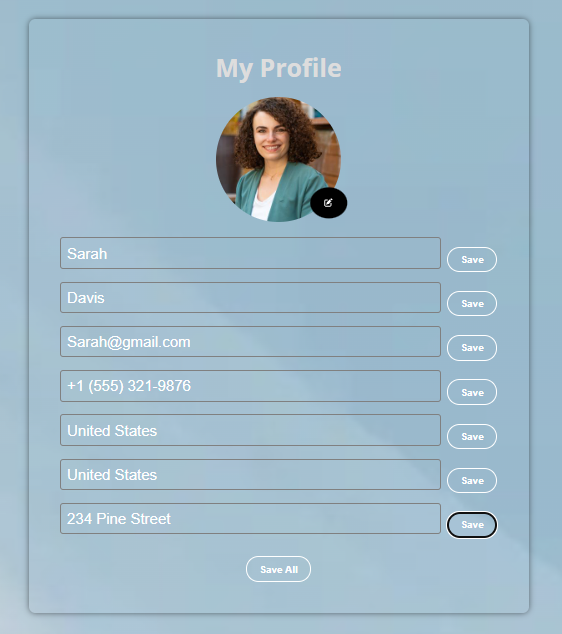 My Profile
Sarah
Save
Davis
Save
Sarah@gmail.com
Save
+1 (555) 321-9876
Save
United States
Save
United States
Save
234 Pine Street
Save
Save All